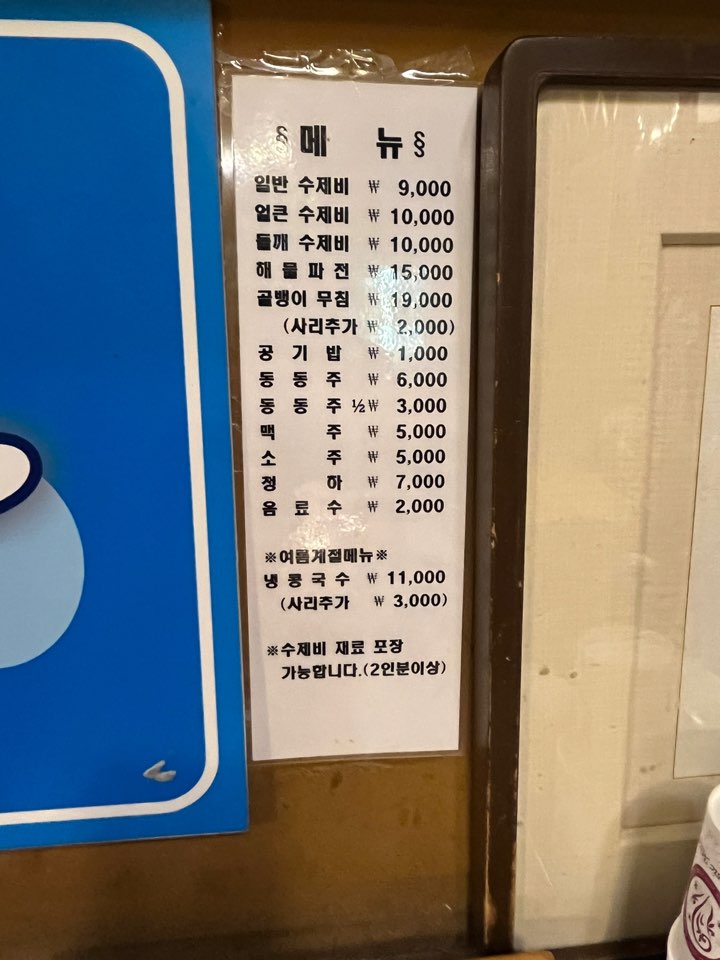 §메 뉴§
일반 수제비 ₩ 9,000
얼큰 수제비 ₩ 10,000
들깨 수제비 ₩ 10,000
해 물 파 전 ₩ 15,000
골뱅이 무침 ₩ 19,000
(사리추가 ₩ 2,000)
공 기 밥 ₩ 1,000
동 동 주 ₩ 6,000
동 동 주 ½₩ 3,000
맥 주 ₩ 5,000
소 주 ₩ 5,000
청 하 ₩ 7,000
음 료 수 ₩ 2,000
※여름계절메뉴※
냉 콩 국 수 ₩ 11,000
(사리추가 ₩ 3,000)
※수제비 재료 포장
가능합니다.(2인분이상)